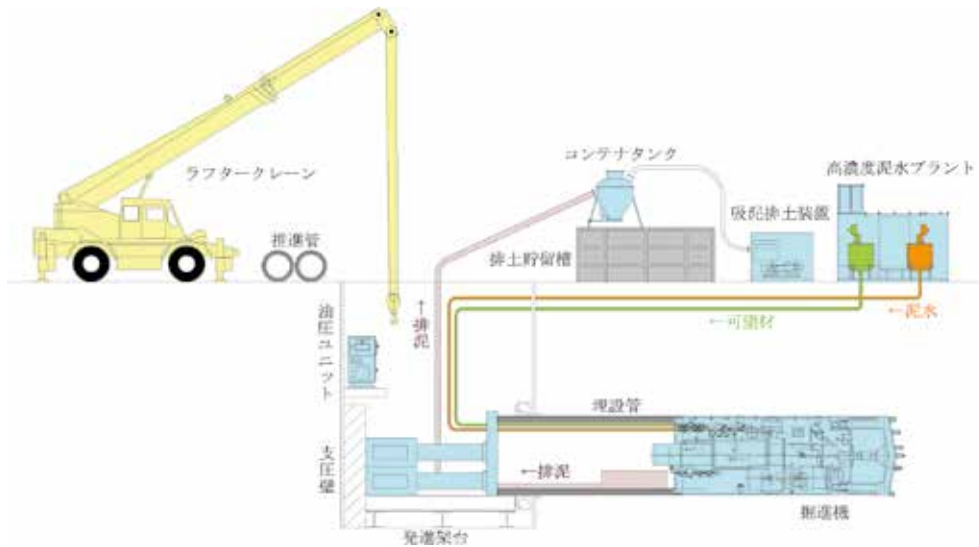 コンテナタンク
高濃度泥水プラント
ラフタークレーン
吸泥排土装置
推進管
排土貯留槽
←排泥
←可塑材
←泥水
油圧ユニット
埋設管
支圧壁
←排泥
掘進機
発進架台